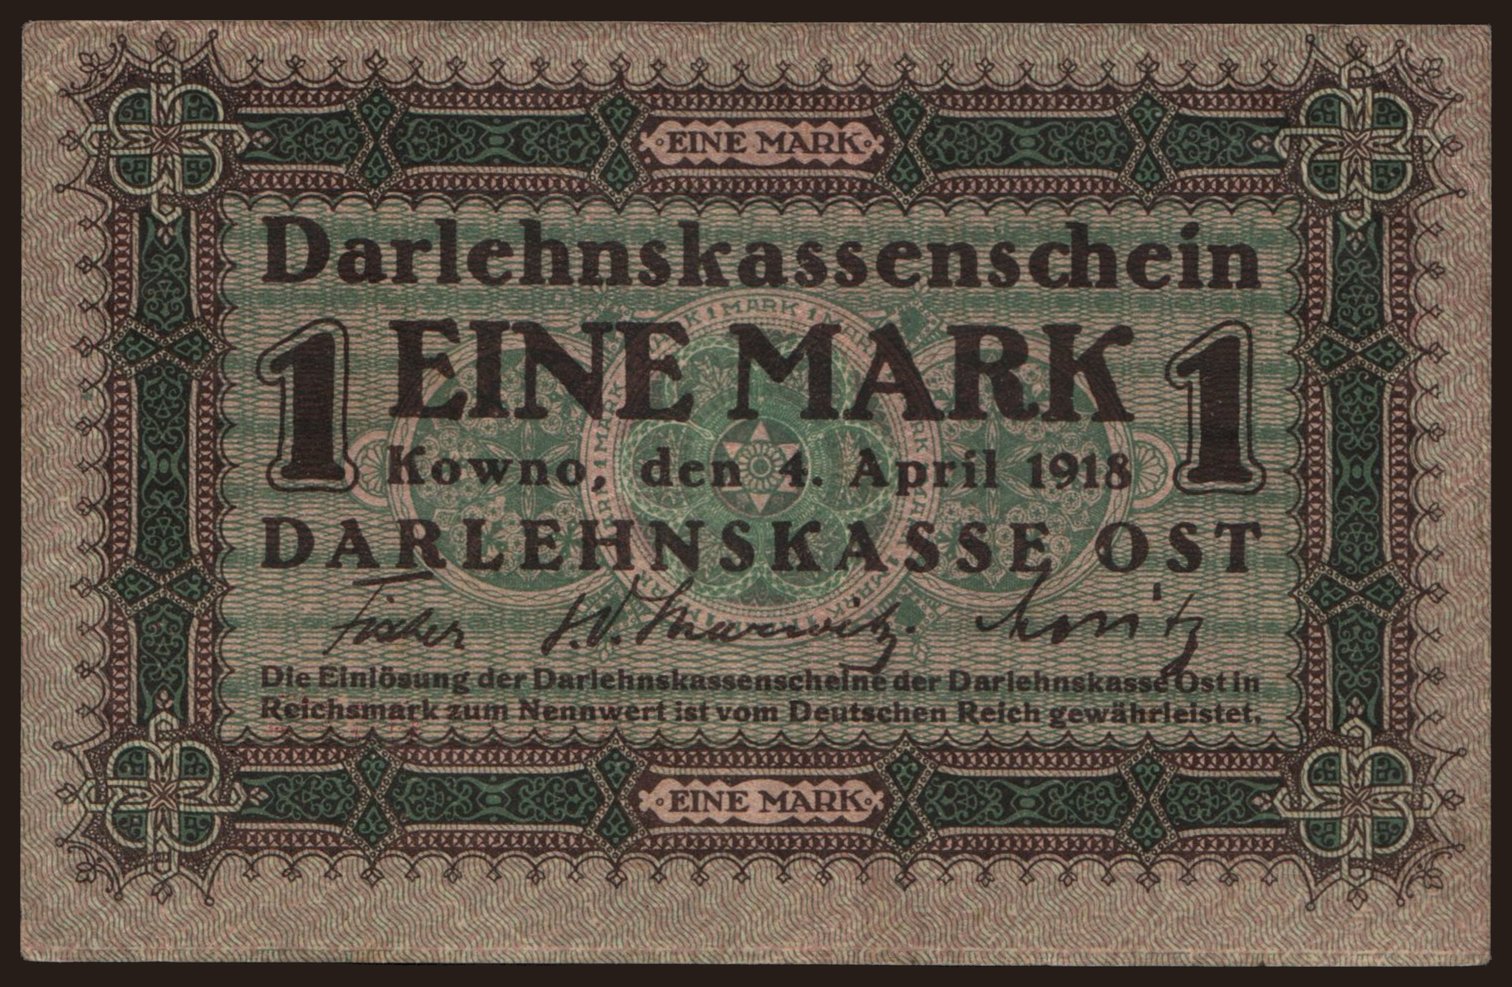 EINE MARK
Darlehnskassenschein
1 EINE MARK 1
Kowno, den 4. April 1918
DARLEHNSKASSE OST
Fischer
Die Einlösung der Darlehnskassenscheine der Darlehnskasse Ost in
Reichsmark zum Nennwert ist vom Deutschen Reich gewährleistet.
EINE MARK